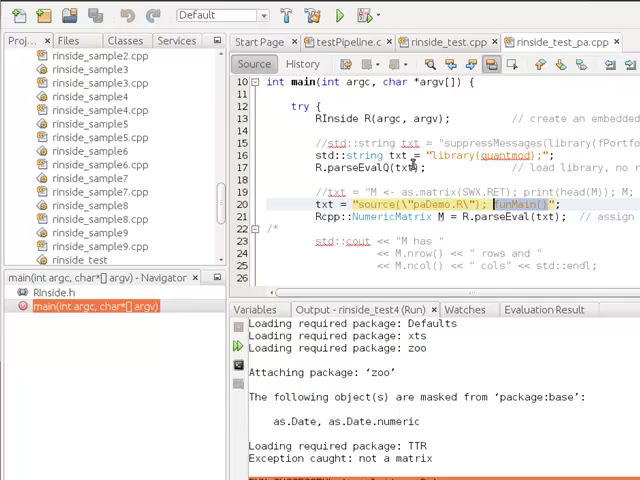 Default
Proj...
Files
Classes
Services
Start Page
testPipeline.c
rinside_test.cpp
rinside_test_pa.cpp
Source
History
rinside_sample2.cpp
rinside_sample3
rinside_sample3.cpp
rinside_sample4
rinside_sample4.cpp
rinside_sample5
rinside_sample5.cpp
rinside_sample6
rinside_sample6.cpp
rinside_sample7
rinside_sample7.cpp
rinside_sample8
rinside_sample8.cpp
rinside_sample9
rinside_sample9.cpp
rinside_test
main(int argc, char*[] argv) - Navigator
RInside.h
main(int argc, char*[] argv)
10 int main(int argc, char *argv[]) {
11
12 try {
13 RInside R(argc, argv); // create an embedded
14
15 //std::string txt = "suppressMessages(library(fPortfo
16 std::string txt = "library(quantmod);";
17 R.parseEvalQ(txt); // load library, no r
18
19 //txt = "M <- as.matrix(SWX.RET); print(head(M)); M;
20 txt = "source(\"paDemo.R\"); funMain()";
21 Rcpp::NumericMatrix M = R.parseEval(txt); // assign
22 /*
23 std::cout << "M has "
24 << M.nrow() << " rows and "
25 << M.ncol() << " cols" << std::endl;
26
Variables
Output - rinside_test4 (Run)
Watches
Evaluation Result
Loading required package: Defaults
Loading required package: xts
Loading required package: zoo
Attaching package: ‘zoo’
The following object(s) are masked from ‘package:base’:
as.Date, as.Date.numeric
Loading required package: TTR
Exception caught: not a matrix